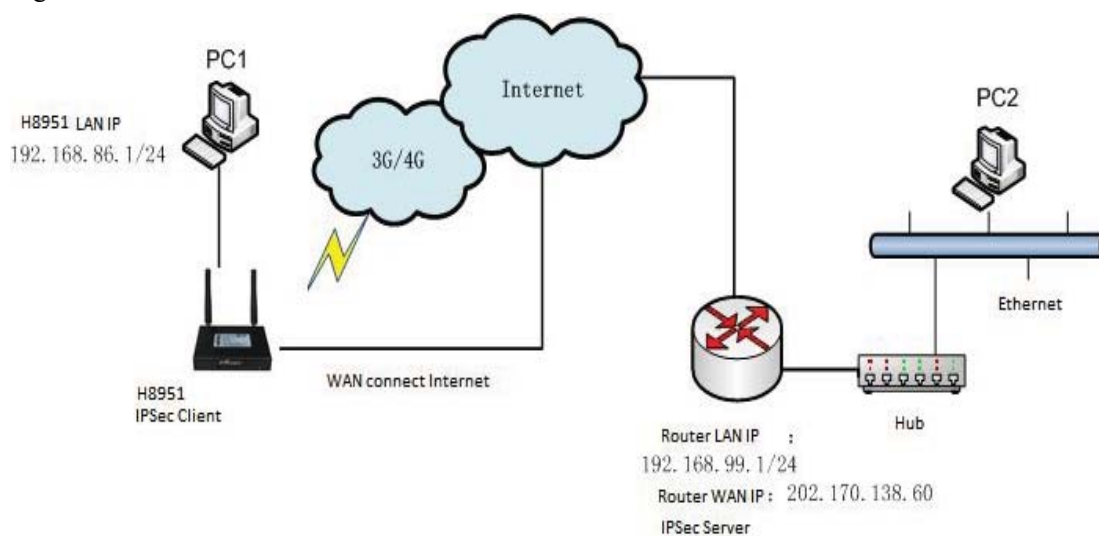 PC1
H8951 LAN IP
192.168.86.1/24
Internet
3G/4G
PC2
Ethernet
WAN connect Internet
H8951
IPSec Client
Hub
Router LAN IP :
192.168.99.1/24
Router WAN IP: 202.170.138.60
IPSec Server